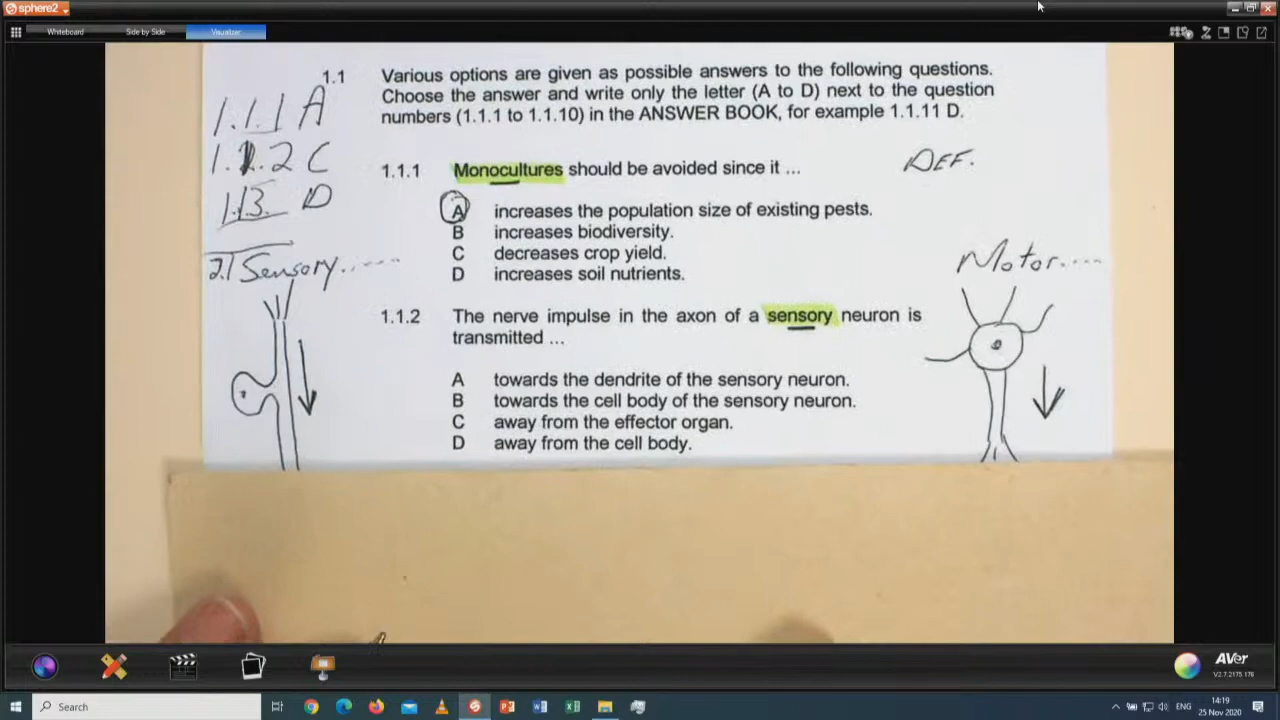 sphere2
Whiteboard
Side by Side
Visualizer
1.1 Various options are given as possible answers to the following questions.
Choose the answer and write only the letter (A to D) next to the question
numbers (1.1.1 to 1.1.10) in the ANSWER BOOK, for example 1.1.11 D.
1.1.1 A
1.1.2 C
1.1.3. D
1.1.1 Monocultures should be avoided since it ...
DEF.
A increases the population size of existing pests.
B increases biodiversity.
C decreases crop yield.
D increases soil nutrients.
2.1 Sensory......
Motor....
1.1.2 The nerve impulse in the axon of a sensory neuron is
transmitted ...
A towards the dendrite of the sensory neuron.
B towards the cell body of the sensory neuron.
C away from the effector organ.
D away from the cell body.
AVer
V2.7.2175.176
Search
ENG
14:19
25 Nov 2020